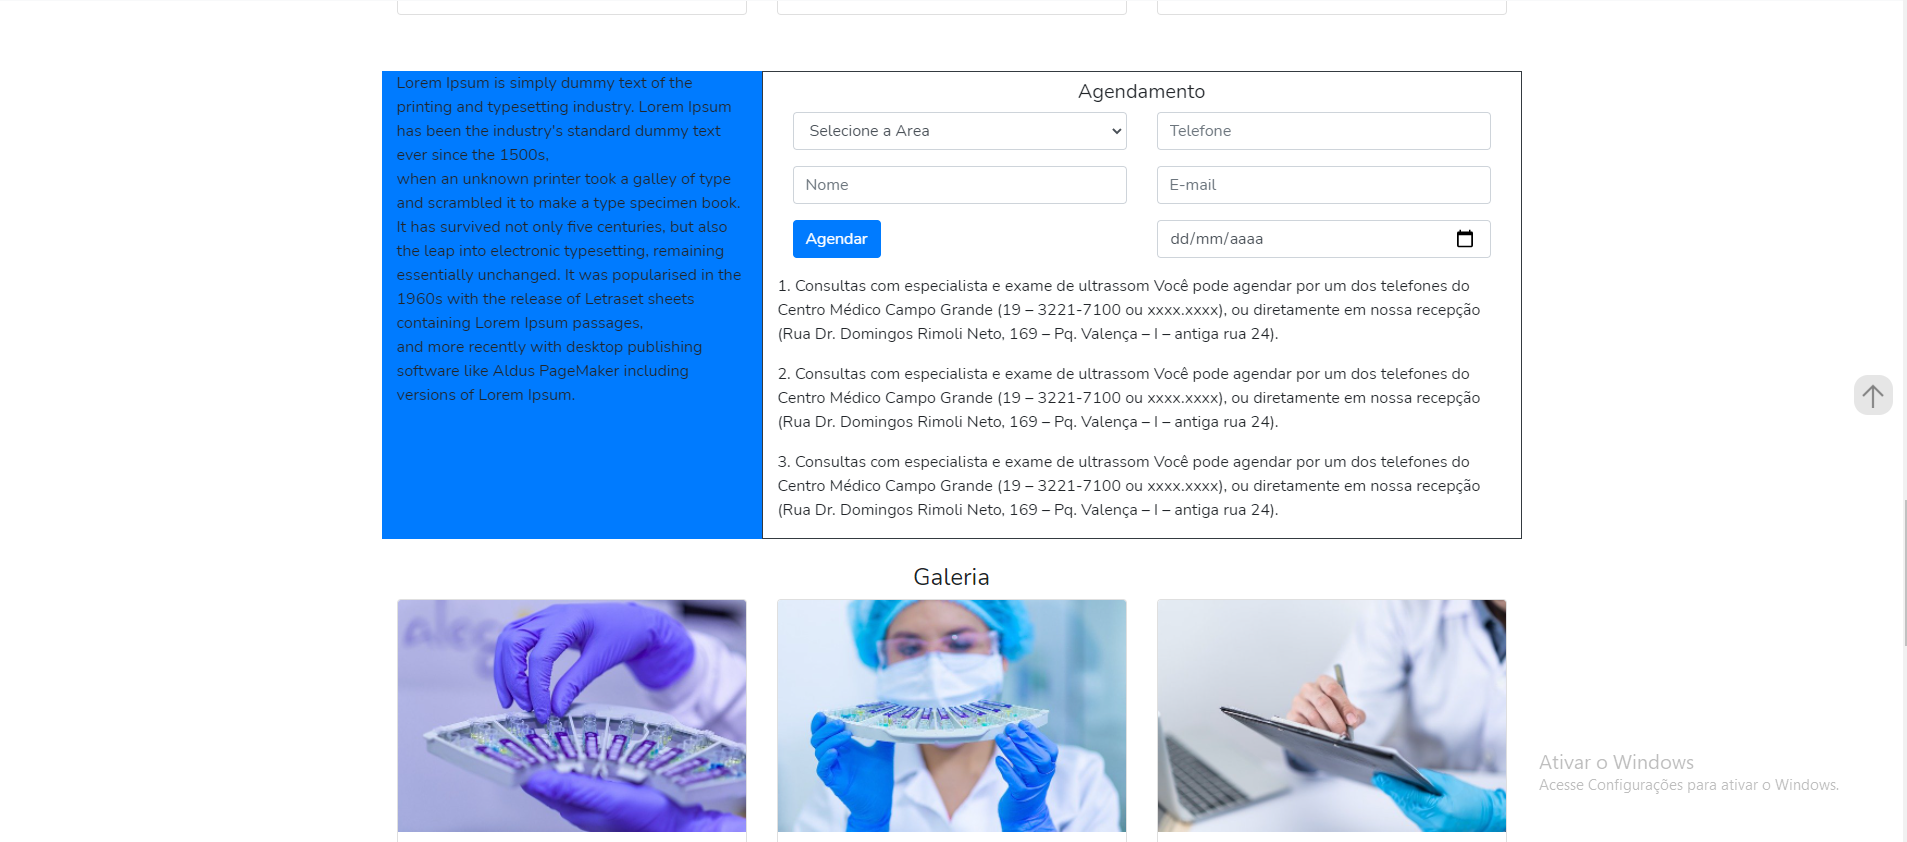 Lorem Ipsum is simply dummy text of the
printing and typesetting industry. Lorem Ipsum
has been the industry's standard dummy text
ever since the 1500s,
when an unknown printer took a galley of type
and scrambled it to make a type specimen book.
It has survived not only five centuries, but also
the leap into electronic typesetting, remaining
essentially unchanged. It was popularised in the
1960s with the release of Letraset sheets
containing Lorem Ipsum passages,
and more recently with desktop publishing
software like Aldus PageMaker including
versions of Lorem Ipsum.
Agendamento
Selecione a Area
Telefone
Nome
E-mail
Agendar
dd/mm/aaaa
1. Consultas com especialista e exame de ultrassom Você pode agendar por um dos telefones do
Centro Médico Campo Grande (19 – 3221-7100 ou xxxx.xxxx), ou diretamente em nossa recepção
(Rua Dr. Domingos Rimoli Neto, 169 – Pq. Valença – I – antiga rua 24).
2. Consultas com especialista e exame de ultrassom Você pode agendar por um dos telefones do
Centro Médico Campo Grande (19 – 3221-7100 ou xxxx.xxxx), ou diretamente em nossa recepção
(Rua Dr. Domingos Rimoli Neto, 169 – Pq. Valença – I – antiga rua 24).
3. Consultas com especialista e exame de ultrassom Você pode agendar por um dos telefones do
Centro Médico Campo Grande (19 – 3221-7100 ou xxxx.xxxx), ou diretamente em nossa recepção
(Rua Dr. Domingos Rimoli Neto, 169 – Pq. Valença – I – antiga rua 24).
Galeria
Ativar o Windows
Acesse Configurações para ativar o Windows.